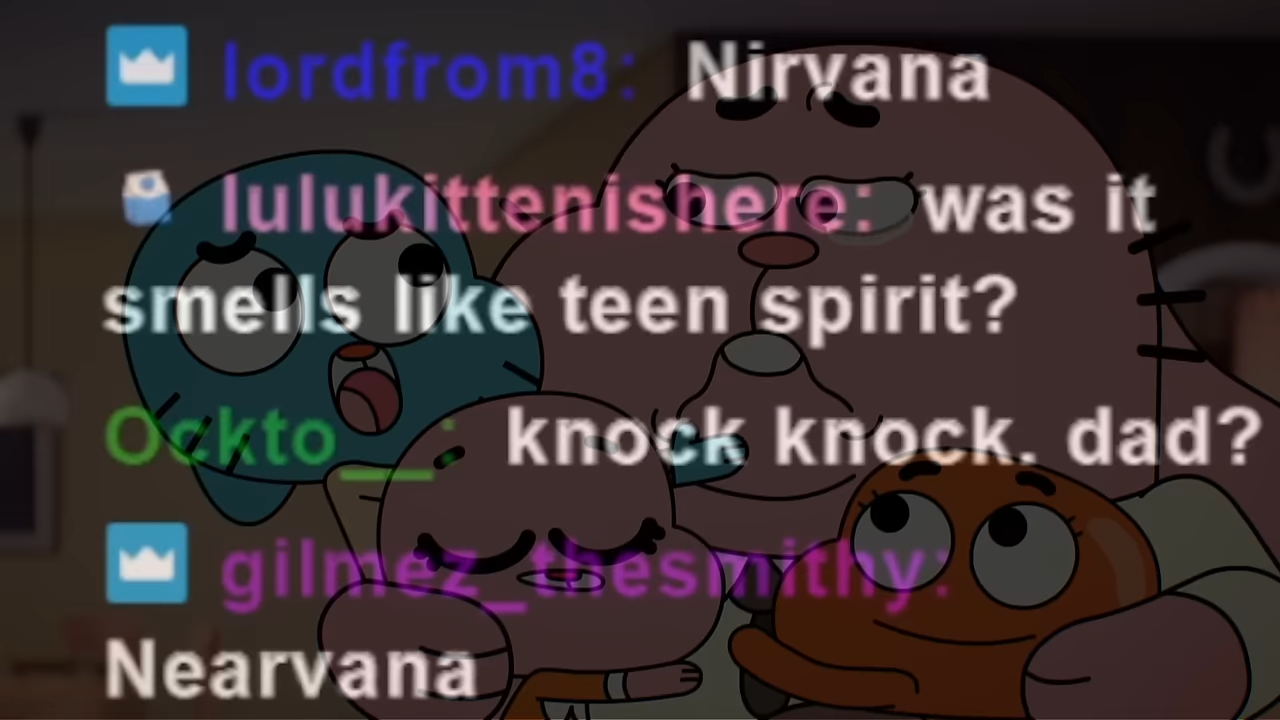 lordfrom8: Nirvana
lulukittenishere: was it
smells like teen spirit?
Ockto__: knock knock. dad?
gilmez_thesmithy:
Nearvana